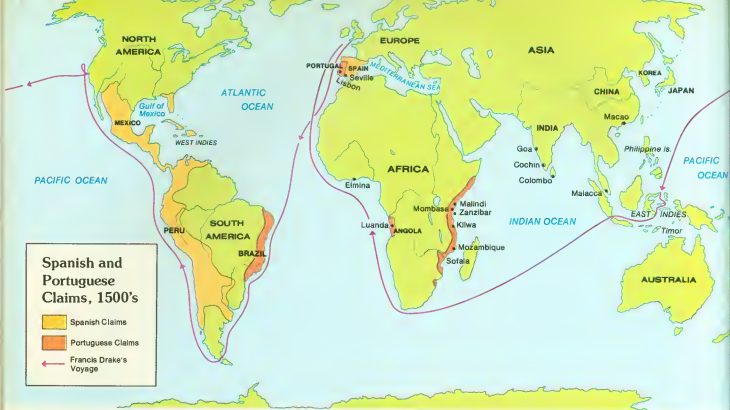 NORTH
AMERICA
EUROPE
ASIA
PORTUGAL
SPAIN
Seville
Lisbon
MEDITERRANEAN SEA
KOREA
JAPAN
CHINA
ATLANTIC
OCEAN
Gulf of
Mexico
MEXICO
WEST INDIES
Macao
INDIA
Goa
Cochin
Colombo
Philippine is.
PACIFIC
OCEAN
AFRICA
Elmina
PACIFIC OCEAN
Malacca
EAST INDIES
Timor
Malindi
Mombasa
Zanzibar
Kilwa
INDIAN OCEAN
Luanda
ANGOLA
Mozambique
Sofala
SOUTH
AMERICA
PERU
BRAZIL
AUSTRALIA
Spanish and
Portuguese
Claims, 1500's
Spanish Claims
Portuguese Claims
Francis Drake's
Voyage